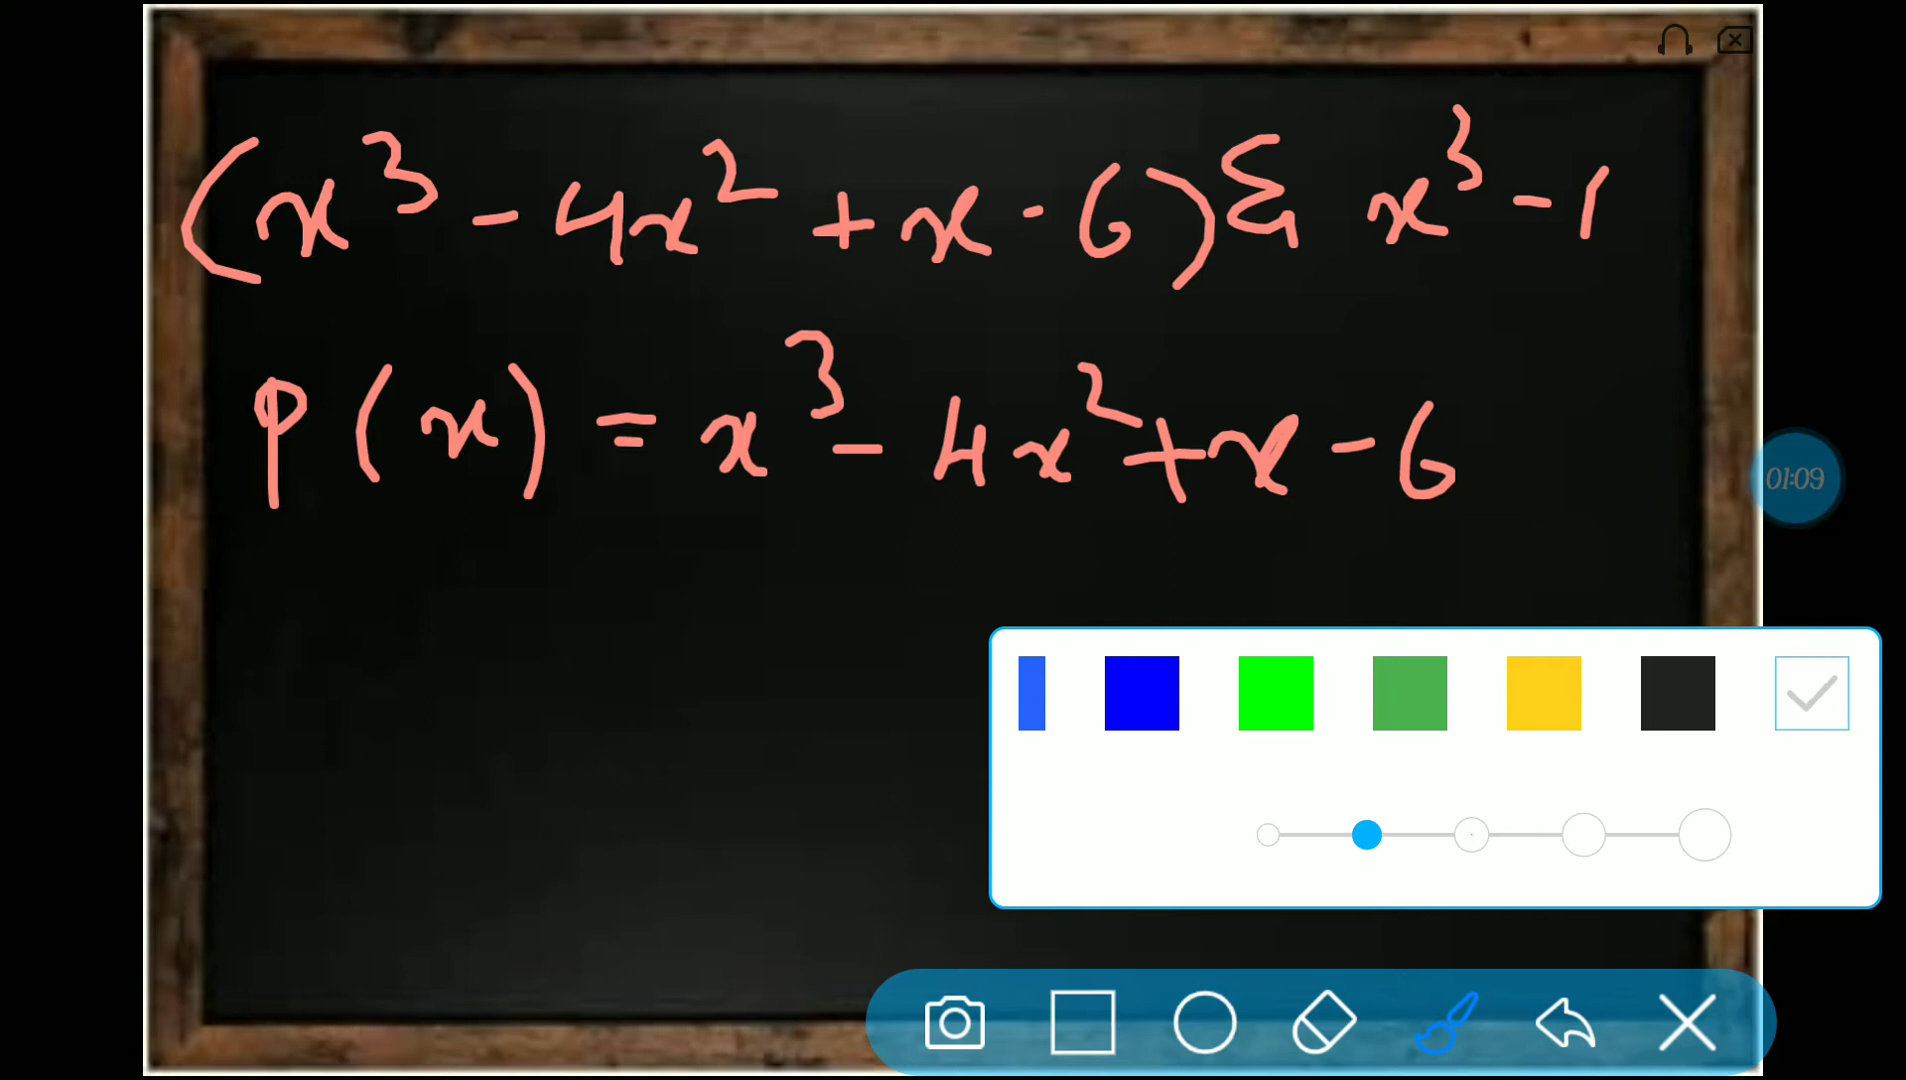 (x³ - 4x² + x - 6) & x³ - 1
p(x) = x³ - 4x² + x - 6
01:09